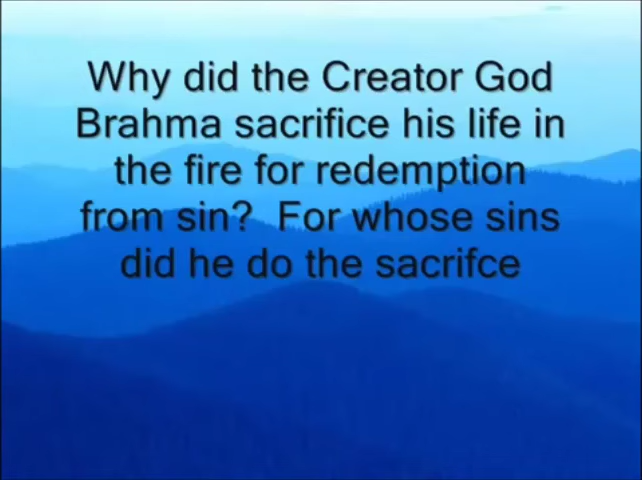 Why did the Creator God
Brahma sacrifice his life in
the fire for redemption
from sin?  For whose sins
did he do the sacrifce